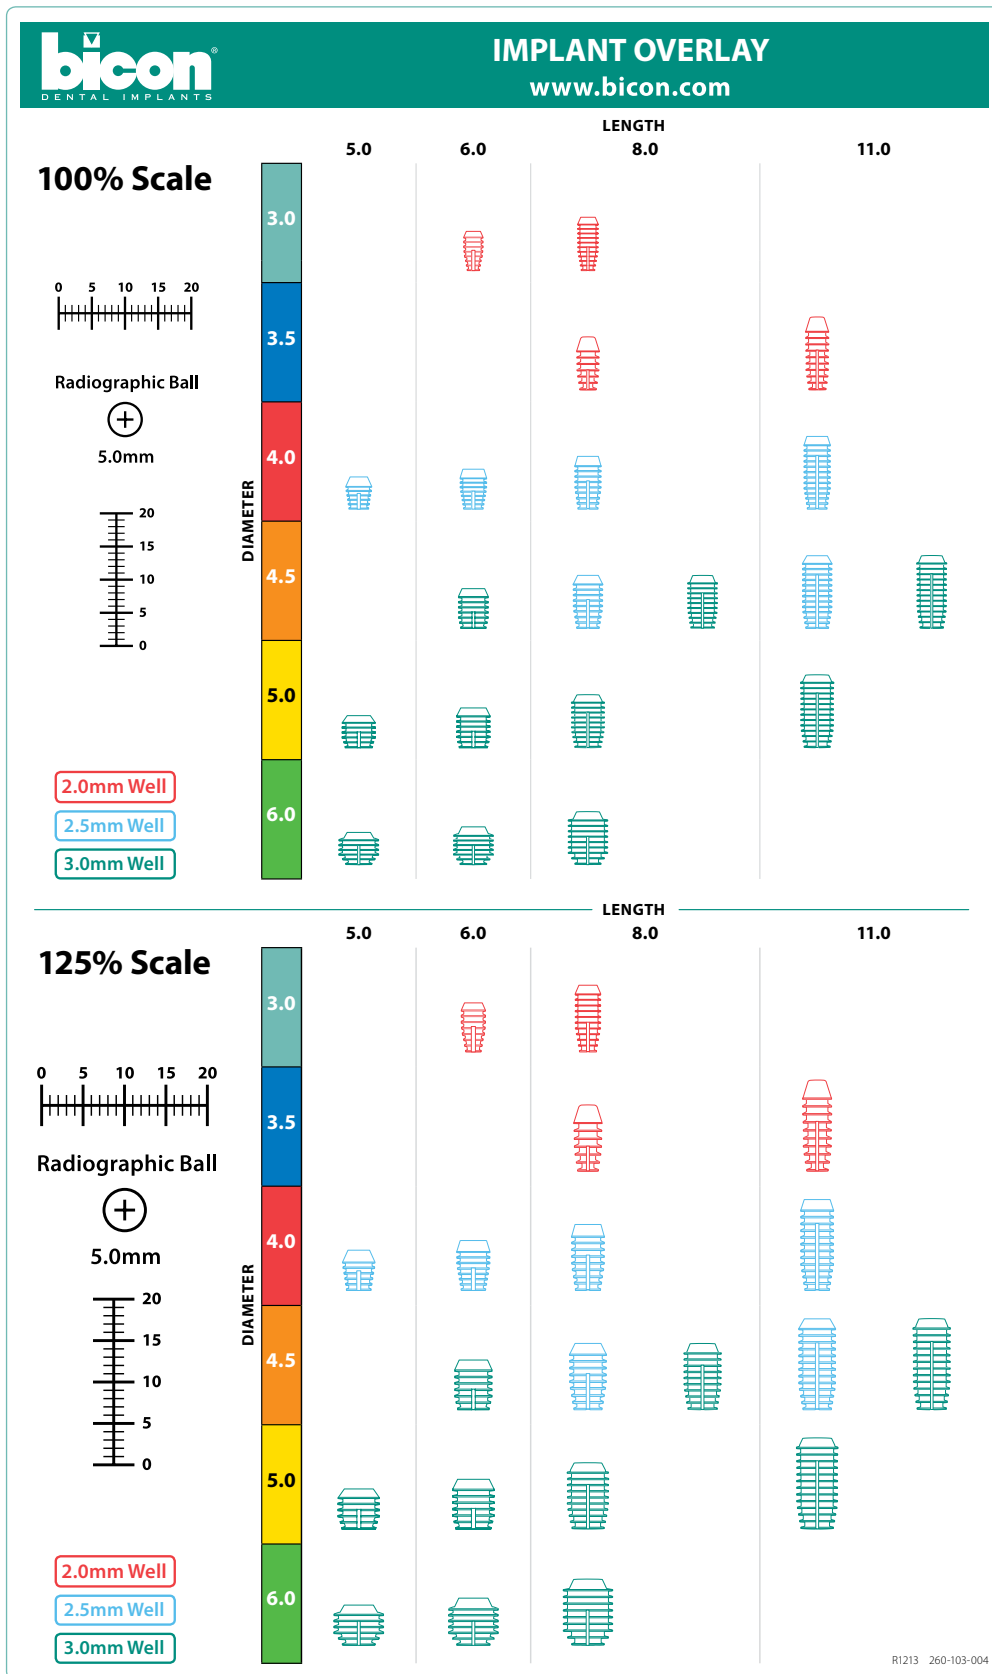 bicon®
DENTAL IMPLANTS
IMPLANT OVERLAY
www.bicon.com
LENGTH
5.0 6.0 8.0 11.0
100% Scale
0 5 10 15 20
Radiographic Ball
5.0mm
20
15
10
5
0
DIAMETER
3.0
3.5
4.0
4.5
5.0
6.0
2.0mm Well
2.5mm Well
3.0mm Well
LENGTH
5.0 6.0 8.0 11.0
125% Scale
0 5 10 15 20
Radiographic Ball
5.0mm
20
15
10
5
0
DIAMETER
3.0
3.5
4.0
4.5
5.0
6.0
2.0mm Well
2.5mm Well
3.0mm Well
R1213 260-103-004